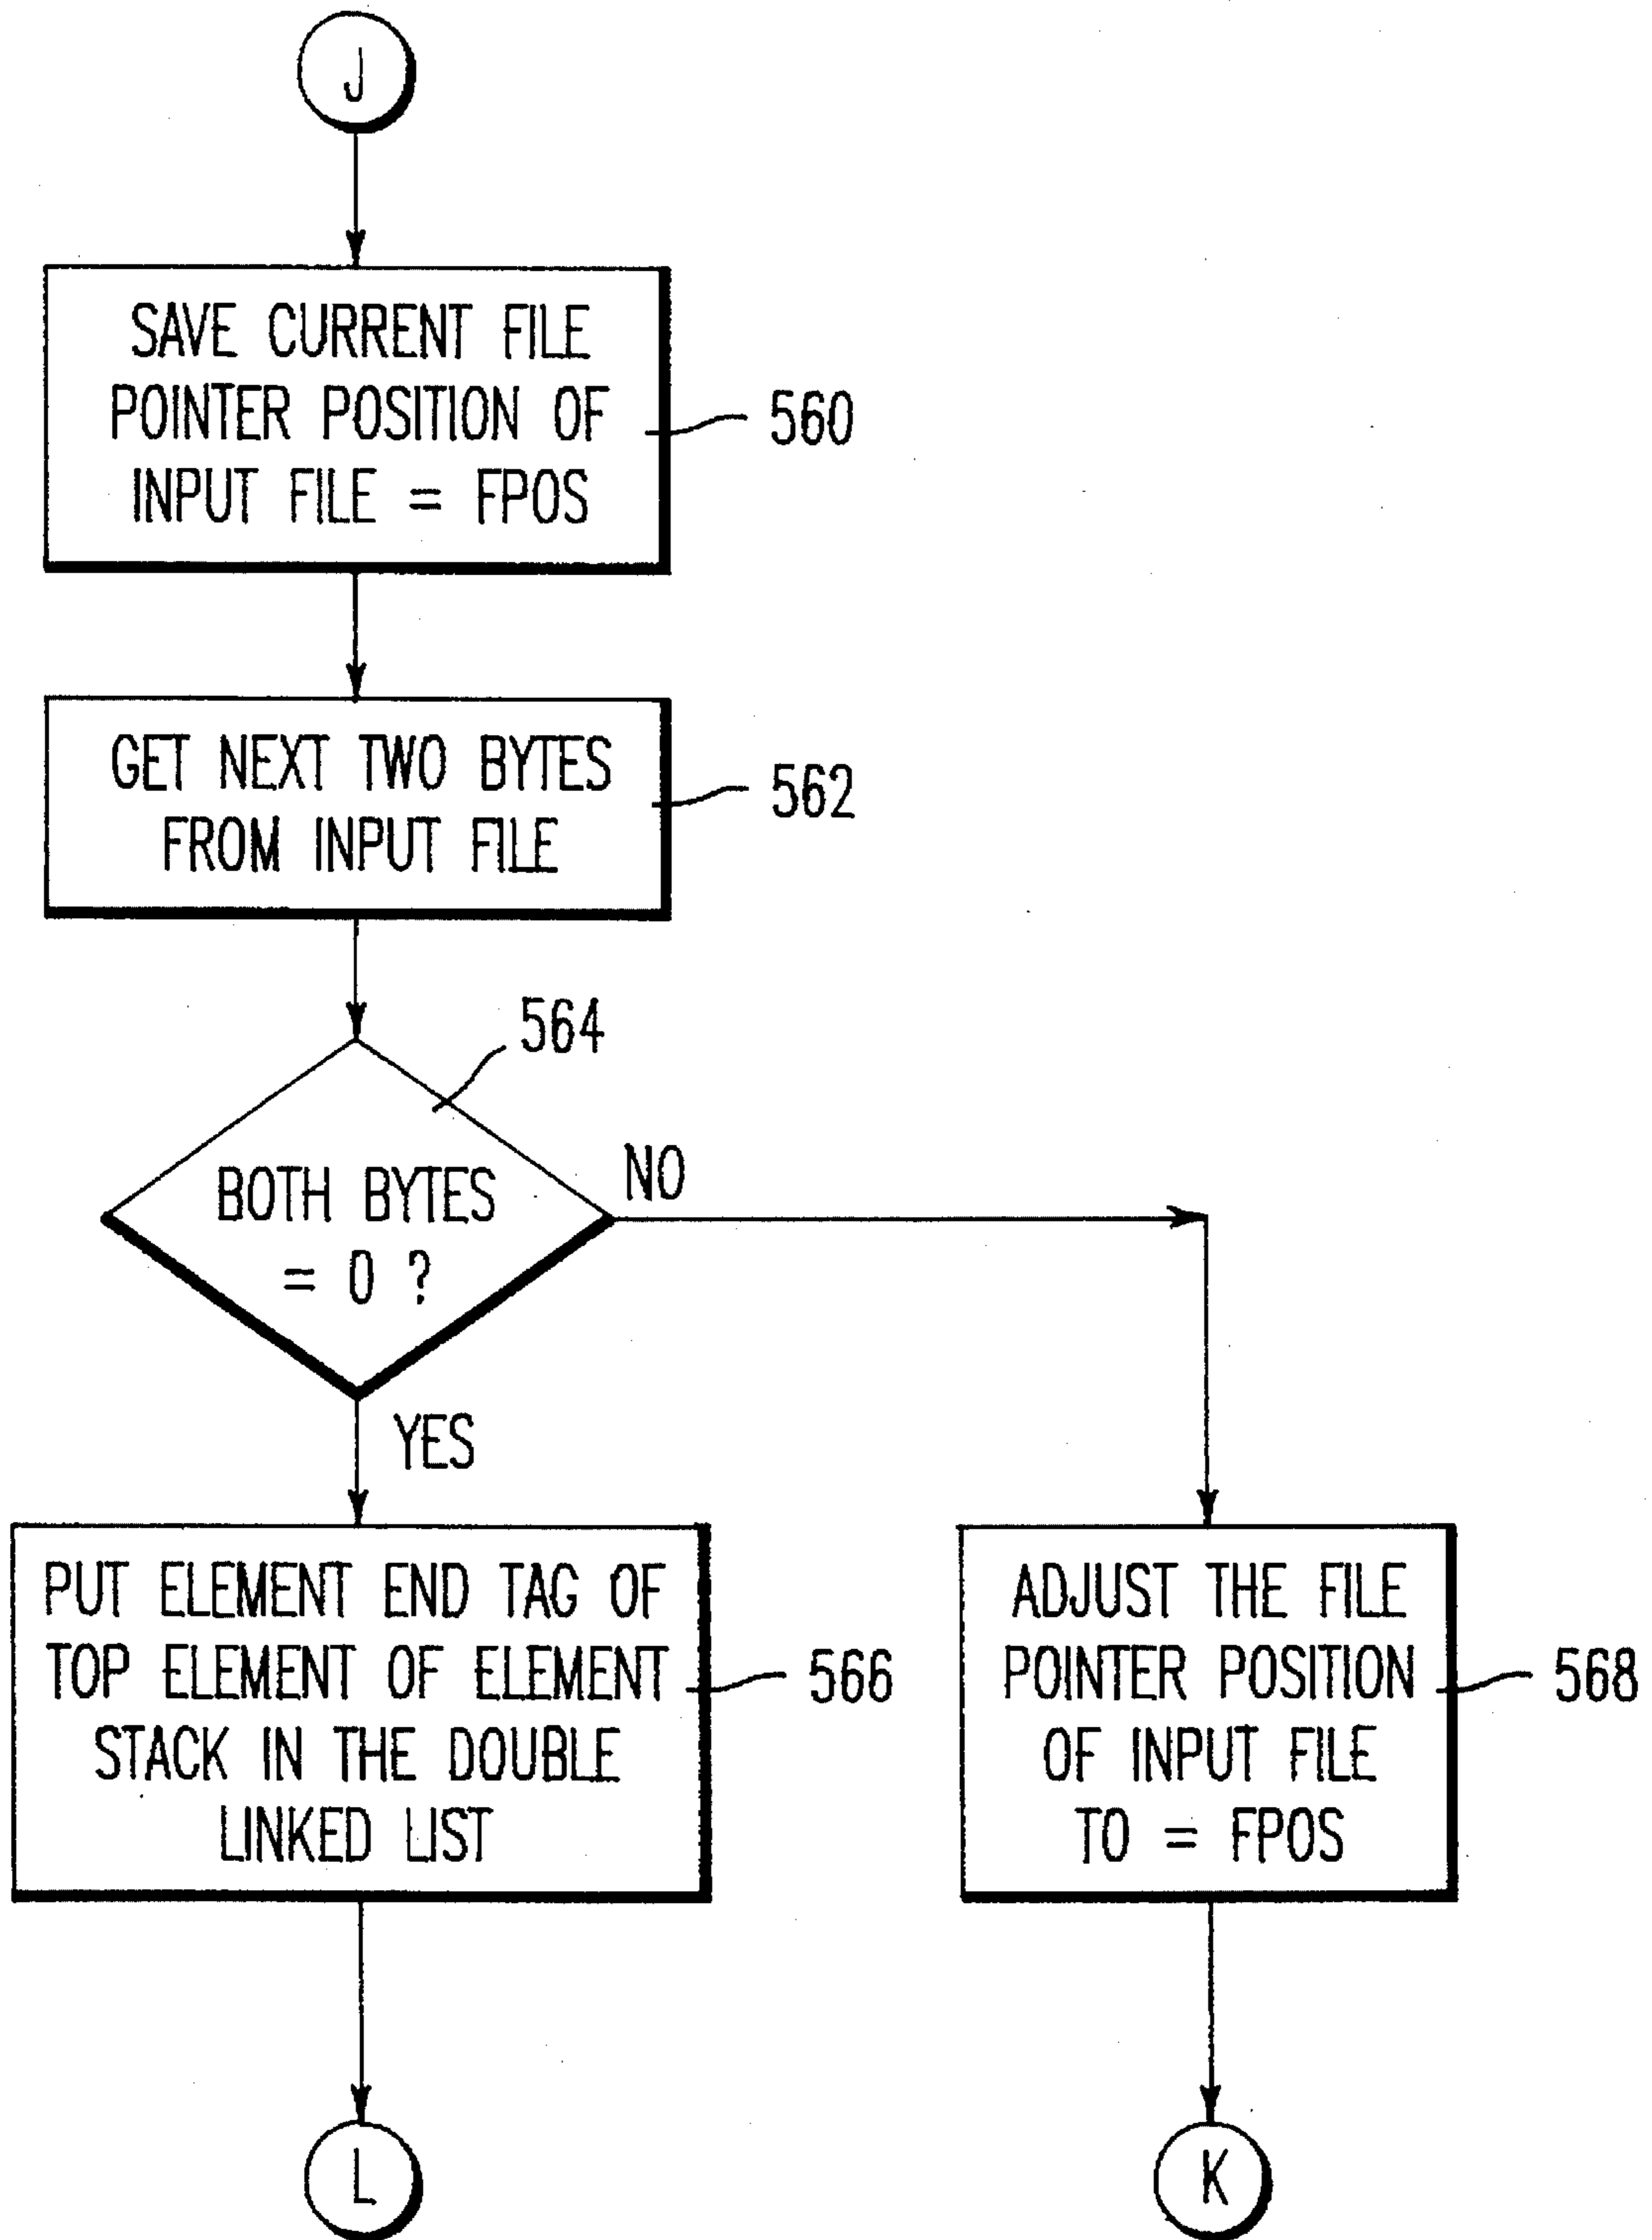 J
SAVE CURRENT FILE
POINTER POSITION OF
INPUT FILE = FPOS
560
GET NEXT TWO BYTES
FROM INPUT FILE
562
564
BOTH BYTES
= 0 ?
NO
YES
PUT ELEMENT END TAG OF
TOP ELEMENT OF ELEMENT
STACK IN THE DOUBLE
LINKED LIST
566
ADJUST THE FILE
POINTER POSITION
OF INPUT FILE
TO = FPOS
568
L
K